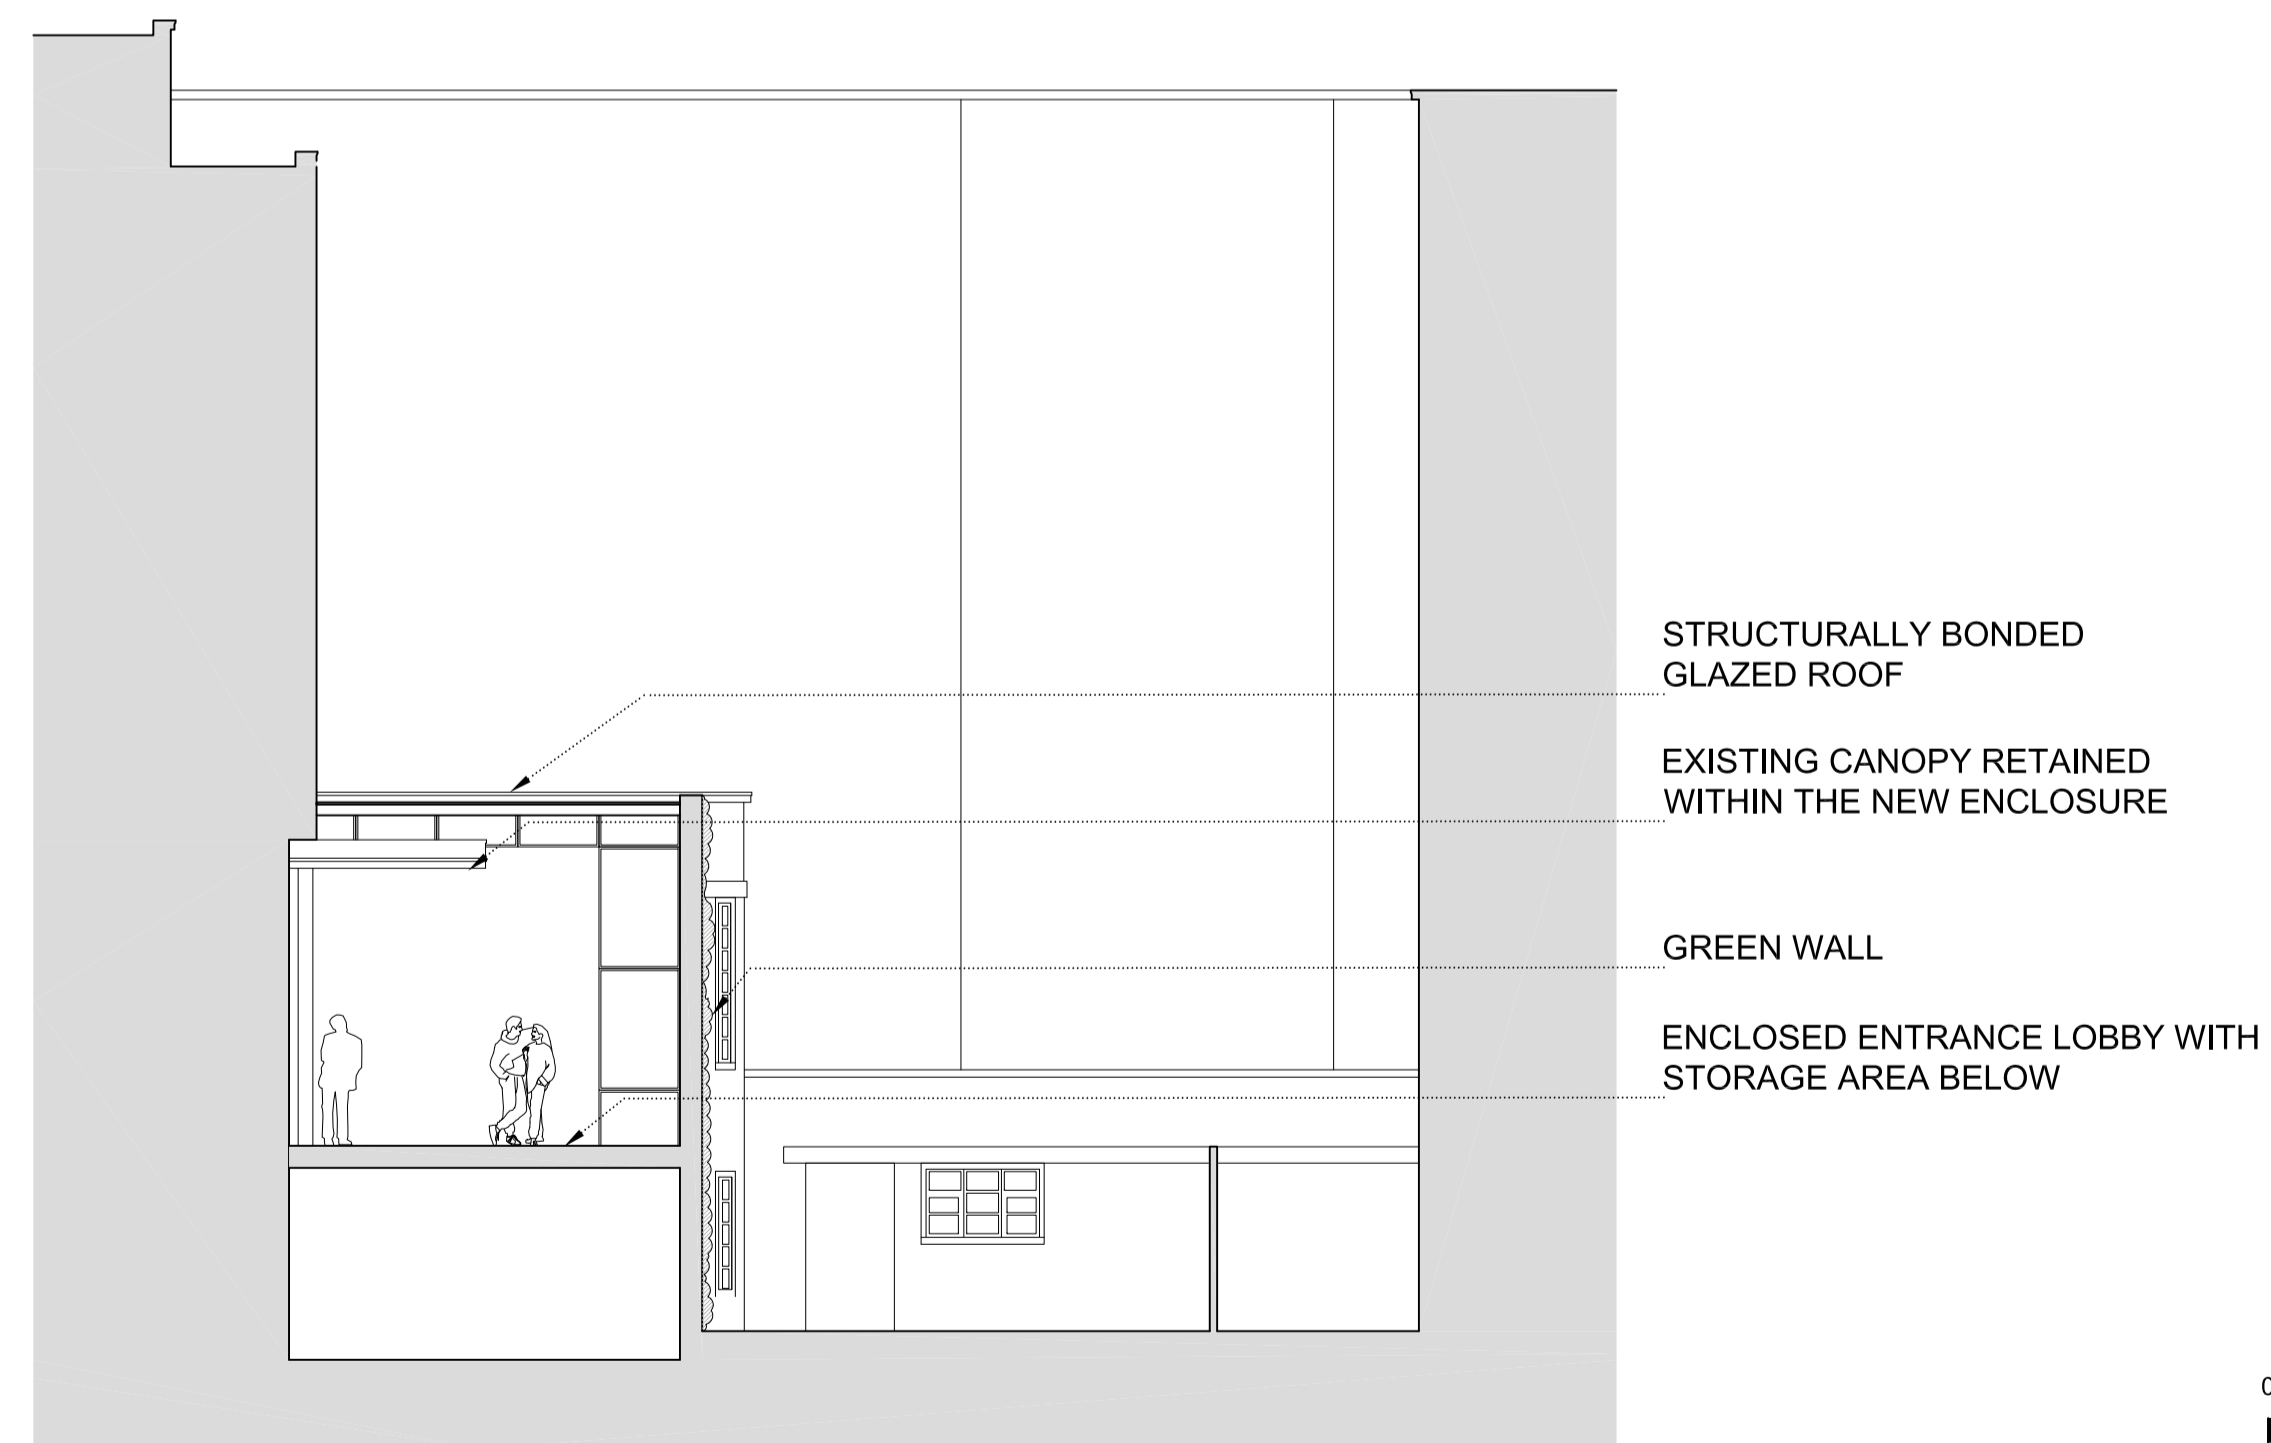 STRUCTURALLY BONDED
GLAZED ROOF
EXISTING CANOPY RETAINED
WITHIN THE NEW ENCLOSURE
GREEN WALL
ENCLOSED ENTRANCE LOBBY WITH
STORAGE AREA BELOW
0